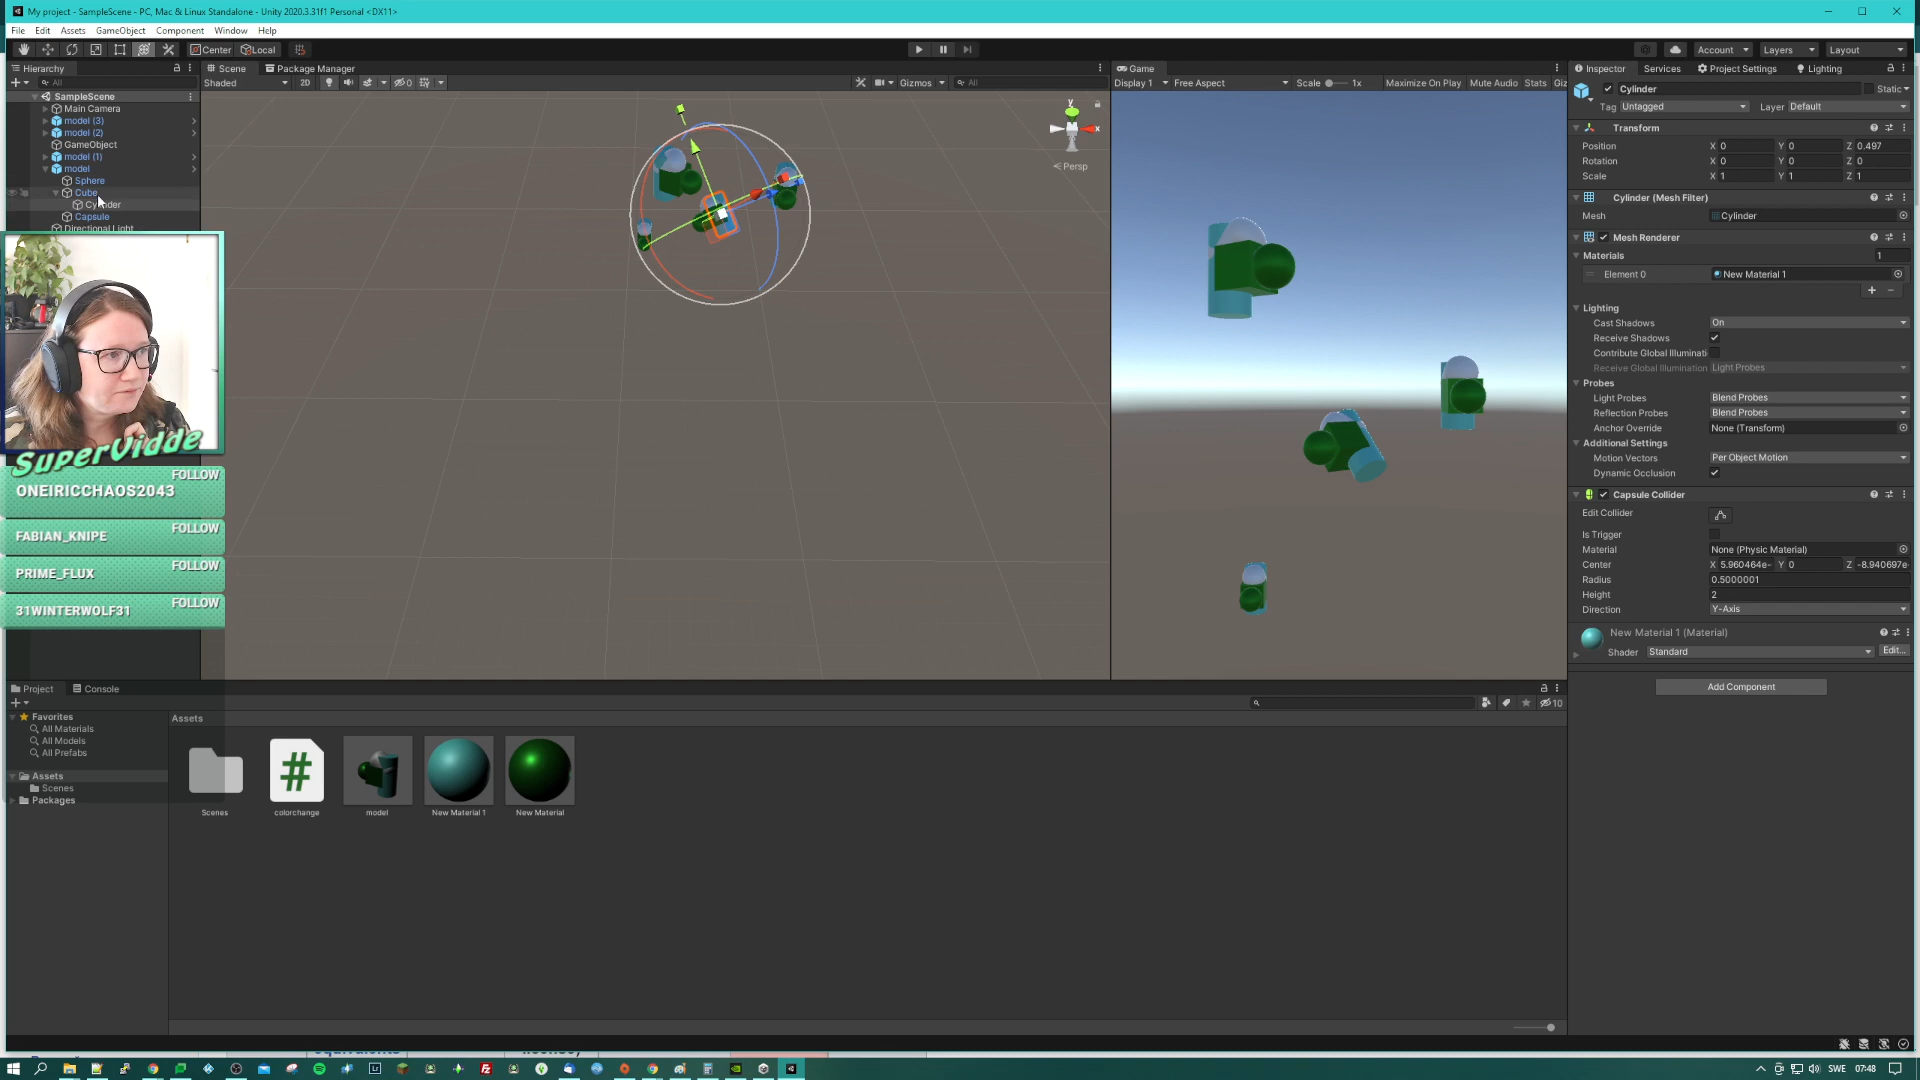 My project - SampleScene - PC, Mac & Linux Standalone - Unity 2020.3.31f1 Personal <DX11>
File Edit Assets GameObject Component Window Help
Center Local
Account Layers Layout
Hierarchy
Scene Package Manager
Game
Inspector Services Project Settings Lighting
All
Shaded 2D 0 Gizmos All
Display 1 Free Aspect Scale 1x Maximize On Play Mute Audio Stats Giz
SampleScene
Main Camera
model (3)
model (2)
GameObject
model (1)
model
Sphere
Cube
Cylinder
Capsule
Directional Light
y
x
Persp
Cylinder Static
Tag Untagged Layer Default
Transform
Position X 0 Y 0 Z 0.497
Rotation X 0 Y 0 Z 0
Scale X 1 Y 1 Z 1
Cylinder (Mesh Filter)
Mesh Cylinder
Mesh Renderer
Materials 1
Element 0 New Material 1
Lighting
Cast Shadows On
Receive Shadows
Contribute Global Illuminati
Receive Global Illumination Light Probes
Probes
Light Probes Blend Probes
Reflection Probes Blend Probes
Anchor Override None (Transform)
Additional Settings
Motion Vectors Per Object Motion
Dynamic Occlusion
Capsule Collider
Edit Collider
Is Trigger
Material None (Physic Material)
Center X 5.960464e- Y 0 Z -8.940697e-
Radius 0.5000001
Height 2
Direction Y-Axis
New Material 1 (Material)
Shader Standard Edit...
Add Component
SuperVidde
FOLLOW
ONEIRICCHAOS2043
FOLLOW
FABIAN_KNIPE
FOLLOW
PRIME_FLUX
FOLLOW
31WINTERWOLF31
Project Console
10
Favorites
All Materials
All Models
All Prefabs
Assets
Scenes
Packages
Assets
Scenes
colorchange
model
New Material 1
New Material
equivalents
SWE 07:48